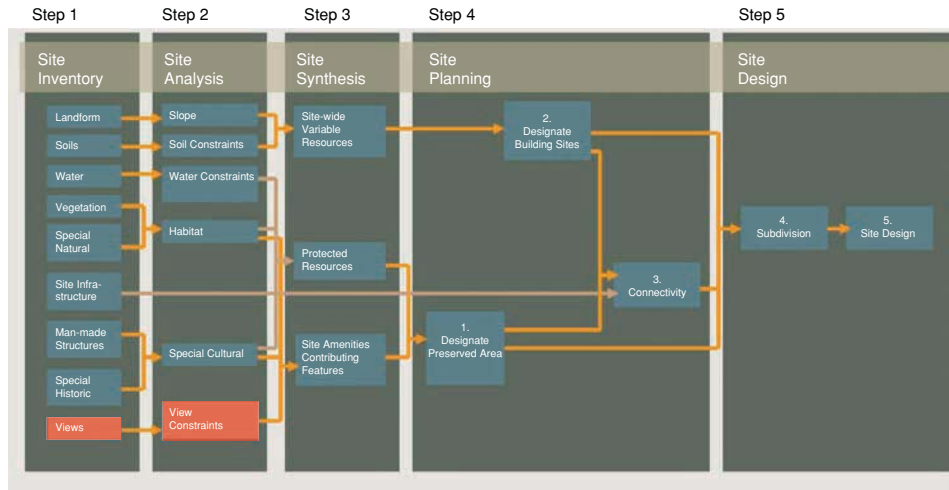 Step 1
Step 2
Step 3
Step 4
Step 5
Site
Inventory
Site
Analysis
Site
Synthesis
Site
Planning
Site
Design
Landform
Soils
Water
Vegetation
Special
Natural
Site Infra-
structure
Man-made
Structures
Special
Historic
Views
Slope
Soil Constraints
Water Constraints
Habitat
Special Cultural
View
Constraints
Site-wide
Variable
Resources
Protected
Resources
Site Amenities
Contributing
Features
2.
Designate
Building Sites
1.
Designate
Preserved Area
3.
Connectivity
4.
Subdivision
5.
Site Design